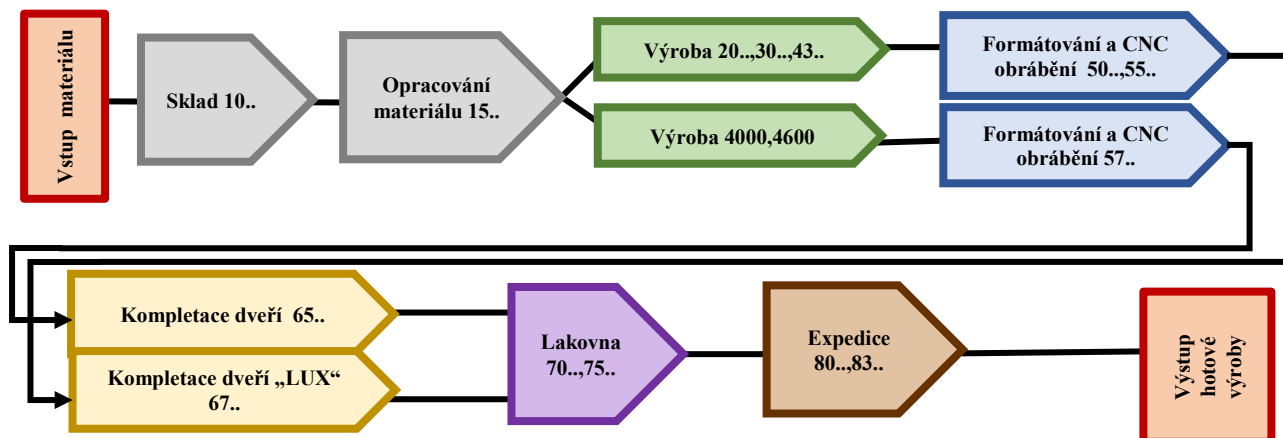 Vstup materiálu
Sklad 10..
Opracování
materiálu 15..
Výroba 20..,30..,43..
Formátování a CNC
obrábění 50..,55..
Výroba 4000,4600
Formátování a CNC
obrábění 57..
Kompletace dveří 65..
Kompletace dveří „LUX“
67..
Lakovna
70..,75..
Expedice
80..,83..
Výstup
hotové
výroby